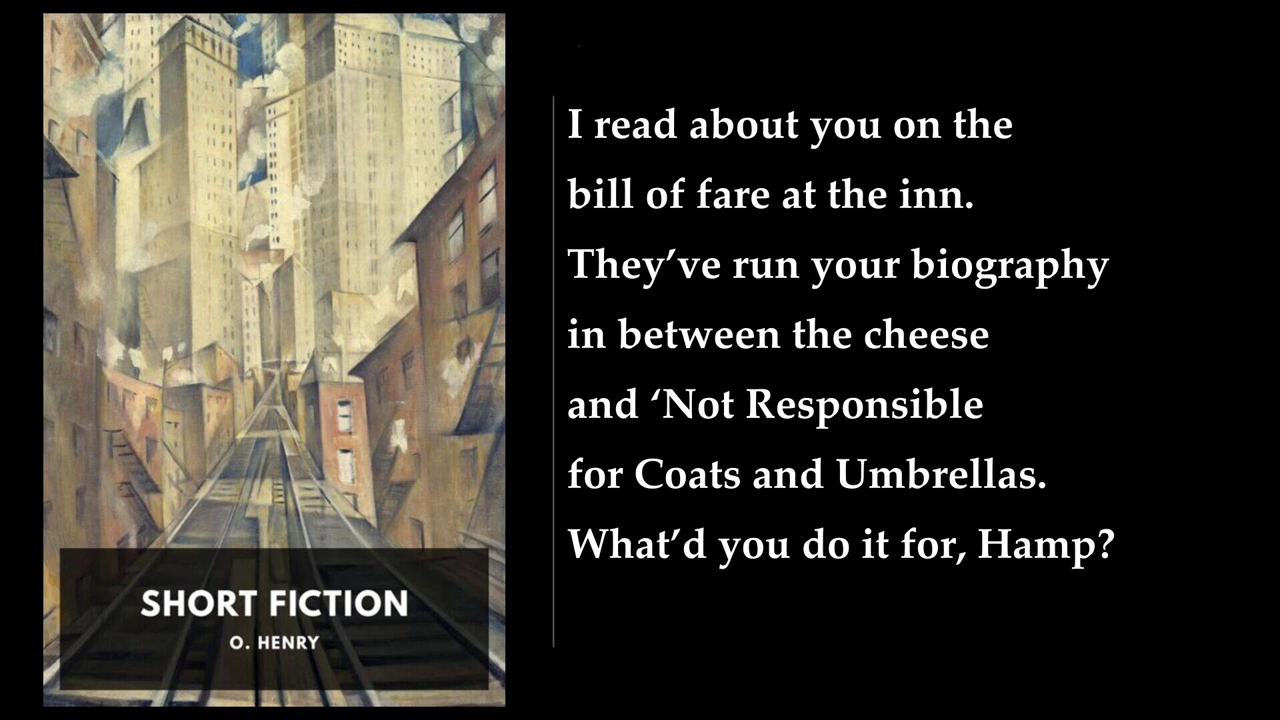 SHORT FICTION
O. HENRY
I read about you on the
bill of fare at the inn.
They’ve run your biography
in between the cheese
and ‘Not Responsible
for Coats and Umbrellas.
What’d you do it for, Hamp?